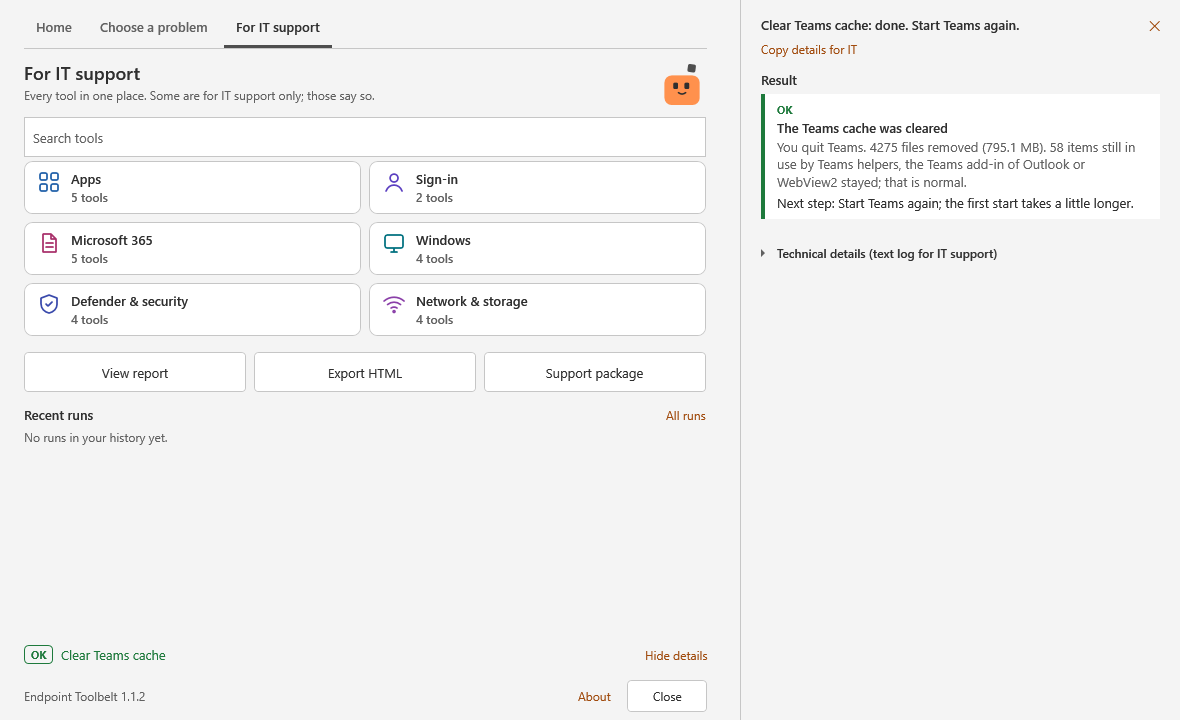 Home
Choose a problem
For IT support
For IT support
Every tool in one place. Some are for IT support only; those say so.
Search tools
Apps
5 tools
Sign-in
2 tools
Microsoft 365
5 tools
Windows
4 tools
Defender & security
4 tools
Network & storage
4 tools
View report
Export HTML
Support package
Recent runs
All runs
No runs in your history yet.
OK
Clear Teams cache
Hide details
Endpoint Toolbelt 1.1.2
About
Close
Clear Teams cache: done. Start Teams again.
Copy details for IT
Result
OK
The Teams cache was cleared
You quit Teams. 4275 files removed (795.1 MB). 58 items still in
use by Teams helpers, the Teams add-in of Outlook or
WebView2 stayed; that is normal.
Next step: Start Teams again; the first start takes a little longer.
Technical details (text log for IT support)